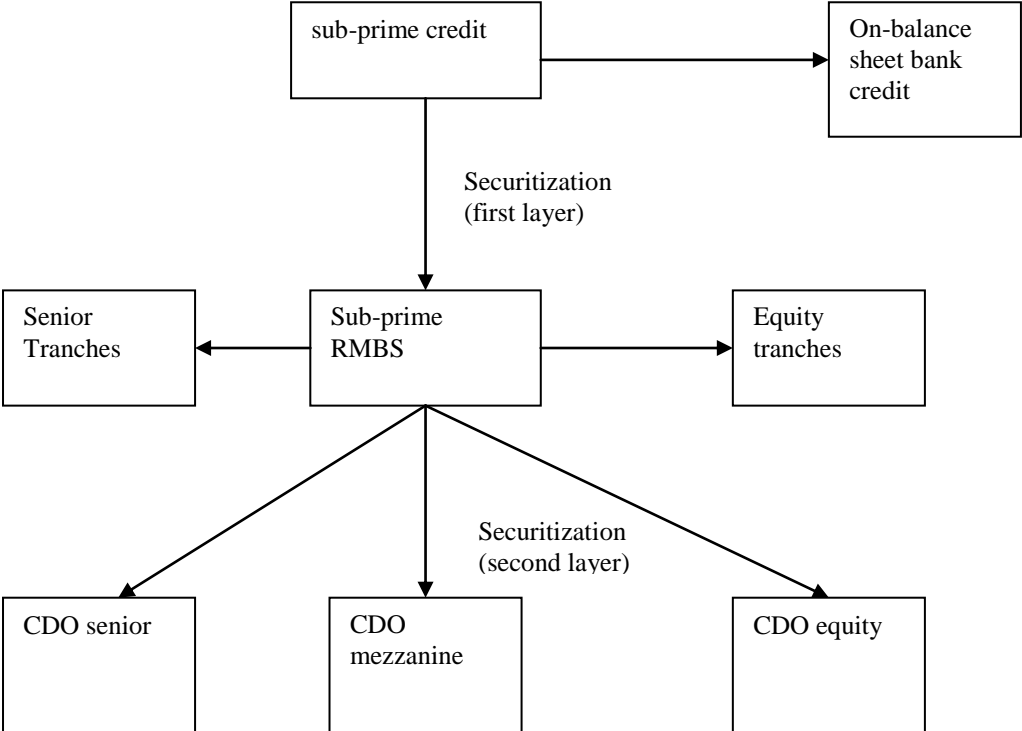 sub-prime credit
On-balance
sheet bank
credit
Securitization
(first layer)
Senior
Tranches
Sub-prime
RMBS
Equity
tranches
Securitization
(second layer)
CDO senior
CDO
mezzanine
CDO equity